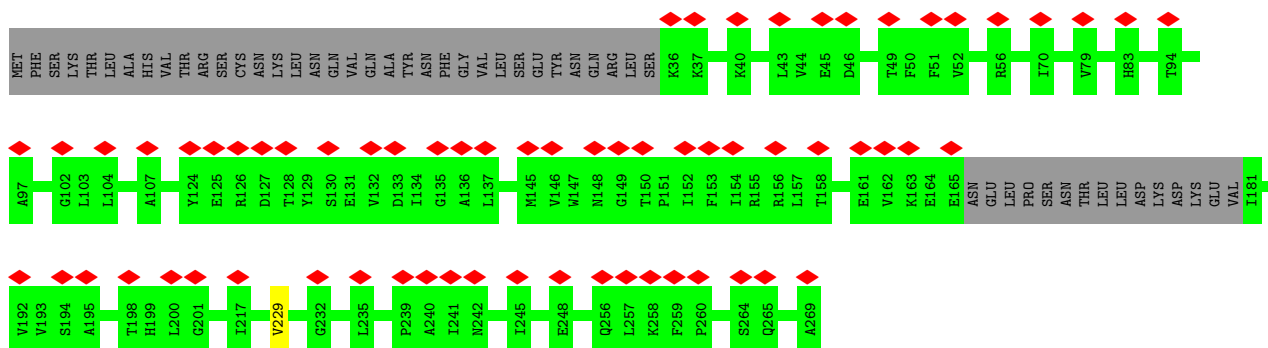 MET PHE SER LYS THR LEU ALA HIS VAL THR ARG SER CYS ASN LYS LEU ASN GLN VAL GLN ALA TYR ASN PHE GLY VAL LEU SER GLU TYR ASN GLN ARG LEU SER K36 K37 K40 L43 V44 E45 D46 T49 F50 F51 V52 R56 I70 V79 H83 T94
A97 G102 L103 L104 A107 Y124 E125 R126 D127 T128 Y129 S130 E131 V132 D133 I134 G135 A136 L137 M145 V146 W147 N148 G149 T150 P151 I152 F153 I154 R155 R156 L157 T158 E161 V162 K163 E164 E165 ASN GLU LEU PRO SER ASN THR LEU LEU ASP LYS ASP LYS GLU VAL I181
V192 V193 S194 A195 T198 H199 L200 G201 I217 V229 G232 L235 P239 A240 I241 N242 I245 E248 Q256 L257 K258 F259 P260 S264 Q265 A269